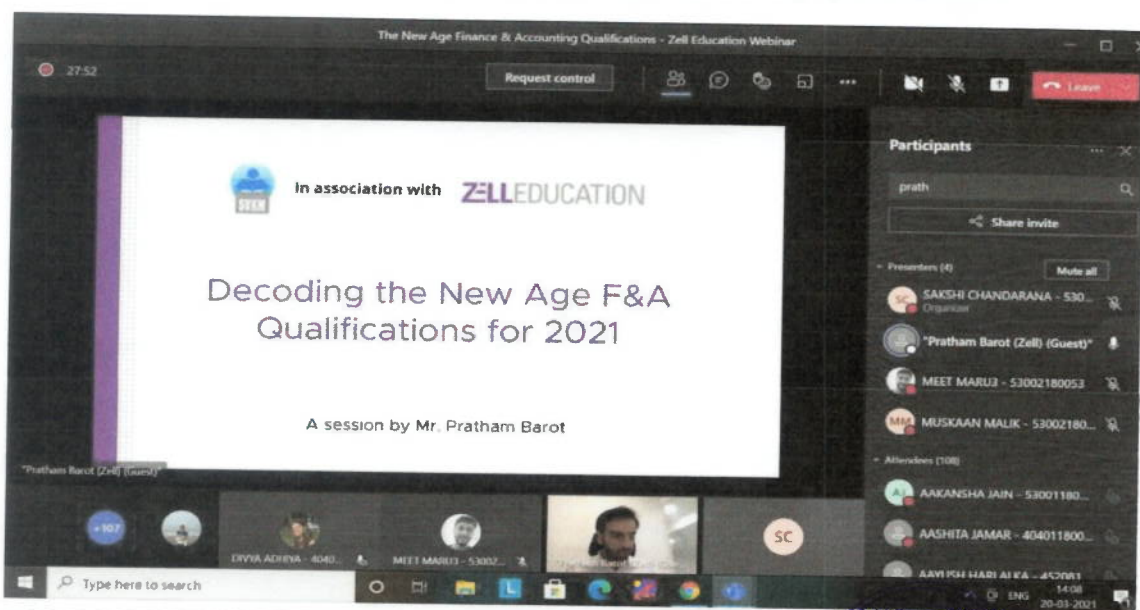 The New Age Finance & Accounting Qualifications - Zell Education Webinar
27:52
Request control
Leave
In association with ZELLEDUCATION
Decoding the New Age F&A
Qualifications for 2021
A session by Mr. Pratham Barot
"Pratham Barot (Zell) (Guest)"
Participants
prath
Share invite
Presenters (4)
Mute all
SAKSHI CHANDARANA - 530...
Organizer
"Pratham Barot (Zell) (Guest)"
MEET MARU3 - 53002180053
MM
MUSKAAN MALIK - 53002180...
Attendees (108)
AJ
AAKANSHA JAIN - 53001180...
AASHITA JAMAR - 404011800...
+107
DIVYA ADHIYA - 4040...
MEET MARU3 - 53002...
SC
Type here to search
L
ENG
14:08
20-03-2021